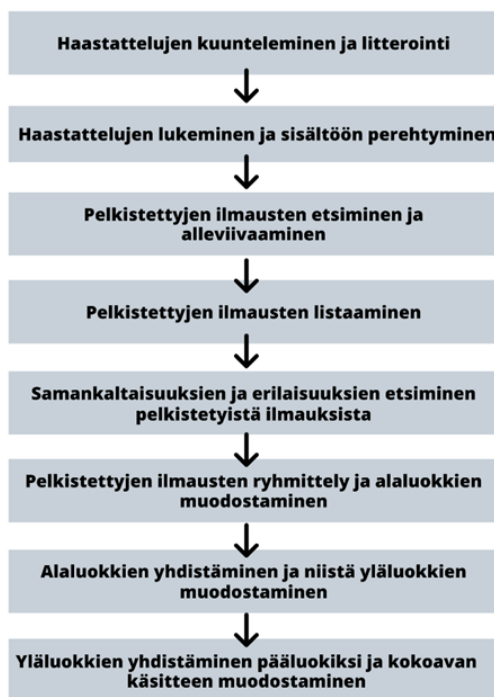 Haastattelujen kuunteleminen ja litterointi
Haastattelujen lukeminen ja sisältöön perehtyminen
Pelkistettyjen ilmausten etsiminen ja
alleviivaaminen
Pelkistettyjen ilmausten listaaminen
Samankaltaisuuksien ja erilaisuuksien etsiminen
pelkistetyistä ilmauksista
Pelkistettyjen ilmausten ryhmittely ja alaluokkien
muodostaminen
Alaluokkien yhdistäminen ja niistä yläluokkien
muodostaminen
Yläluokkien yhdistäminen pääluokiksi ja kokoavan
käsitteen muodostaminen